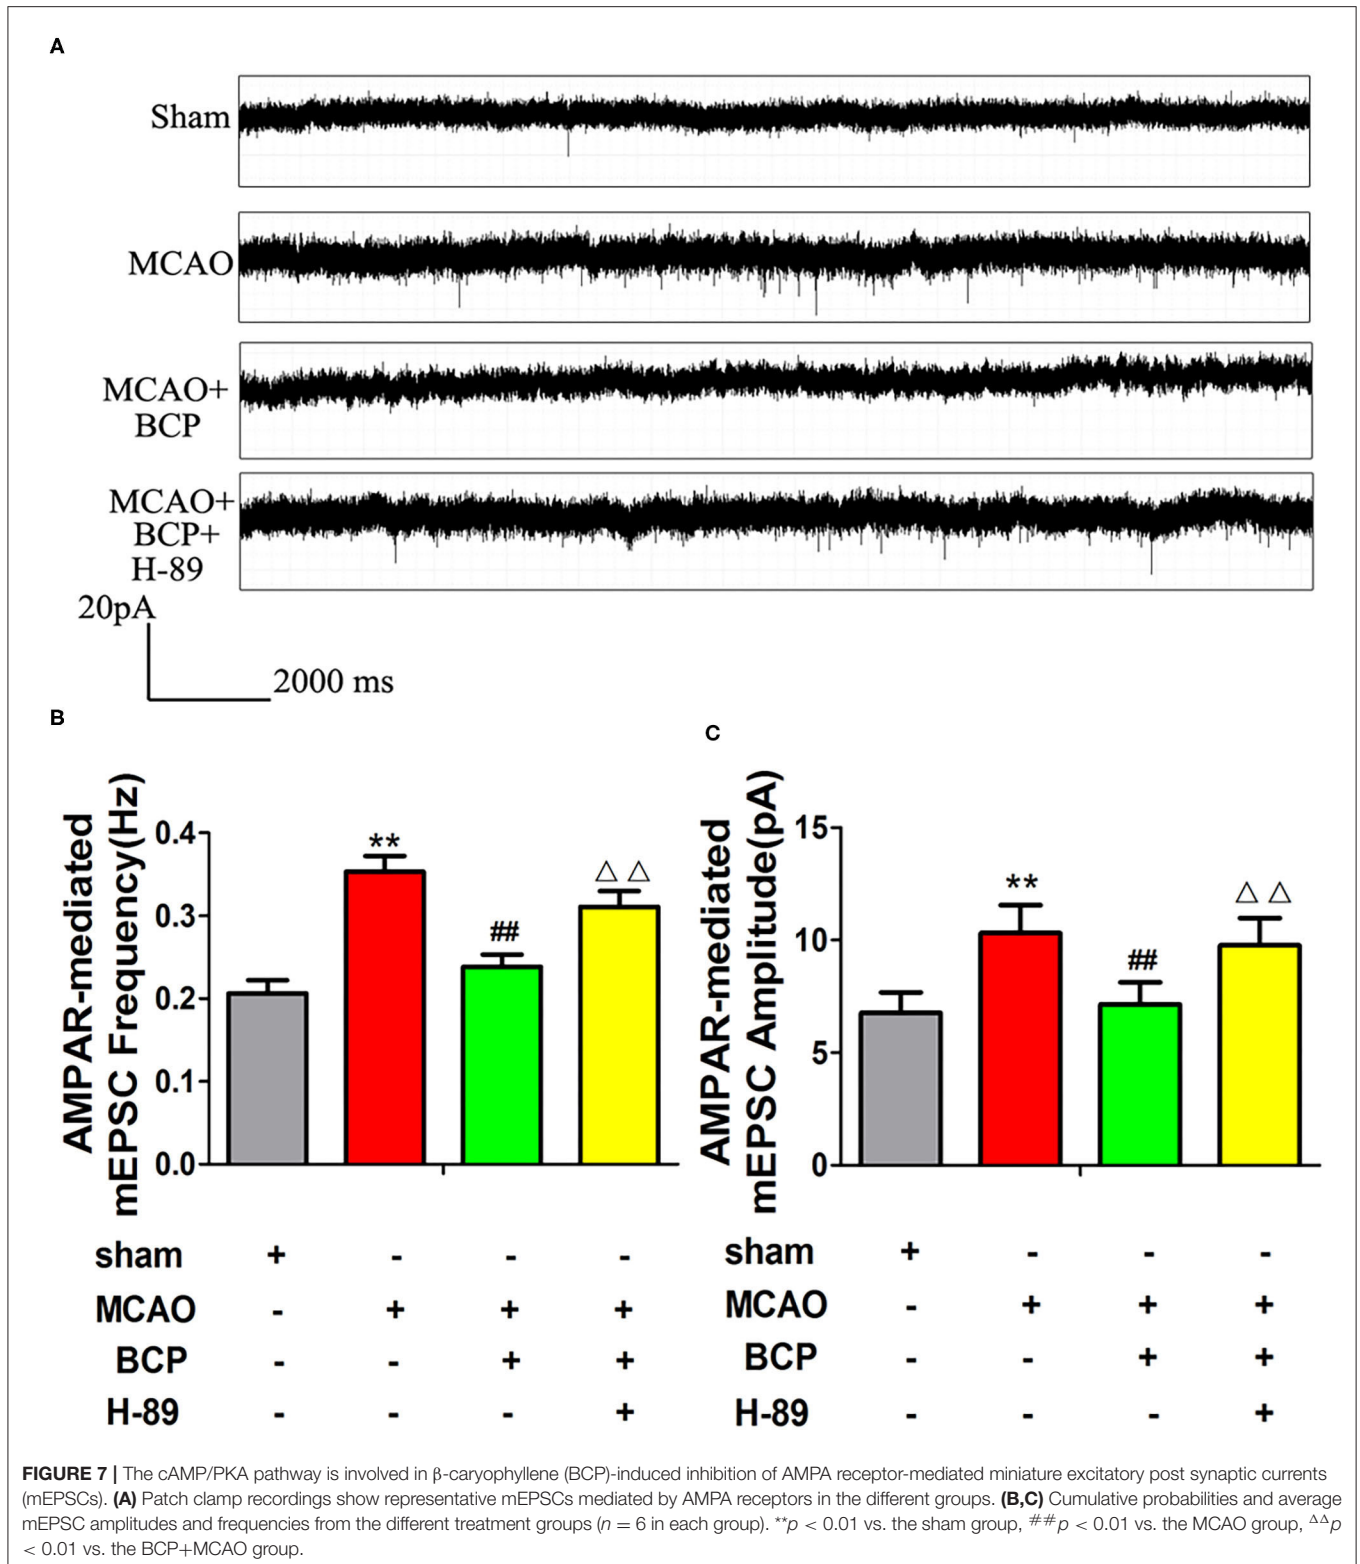 A
Sham
MCAO
MCAO+
BCP
MCAO+
BCP+
H-89
20pA
2000 ms
B
AMPAR-mediated
mEPSC Frequency(Hz)
0.4
0.3
0.2
0.1
0.0
**
##
△△
sham + - - -
MCAO - + + +
BCP - - + +
H-89 - - - +
C
AMPAR-mediated
mEPSC Amplitude(pA)
15
10
5
0
**
##
△△
sham + - - -
MCAO - + + +
BCP - - + +
H-89 - - - +
FIGURE 7 | The cAMP/PKA pathway is involved in β-caryophyllene (BCP)-induced inhibition of AMPA receptor-mediated miniature excitatory post synaptic currents
(mEPSCs). (A) Patch clamp recordings show representative mEPSCs mediated by AMPA receptors in the different groups. (B,C) Cumulative probabilities and average
mEPSC amplitudes and frequencies from the different treatment groups (n = 6 in each group). **p < 0.01 vs. the sham group, ##p < 0.01 vs. the MCAO group, △△p
< 0.01 vs. the BCP+MCAO group.